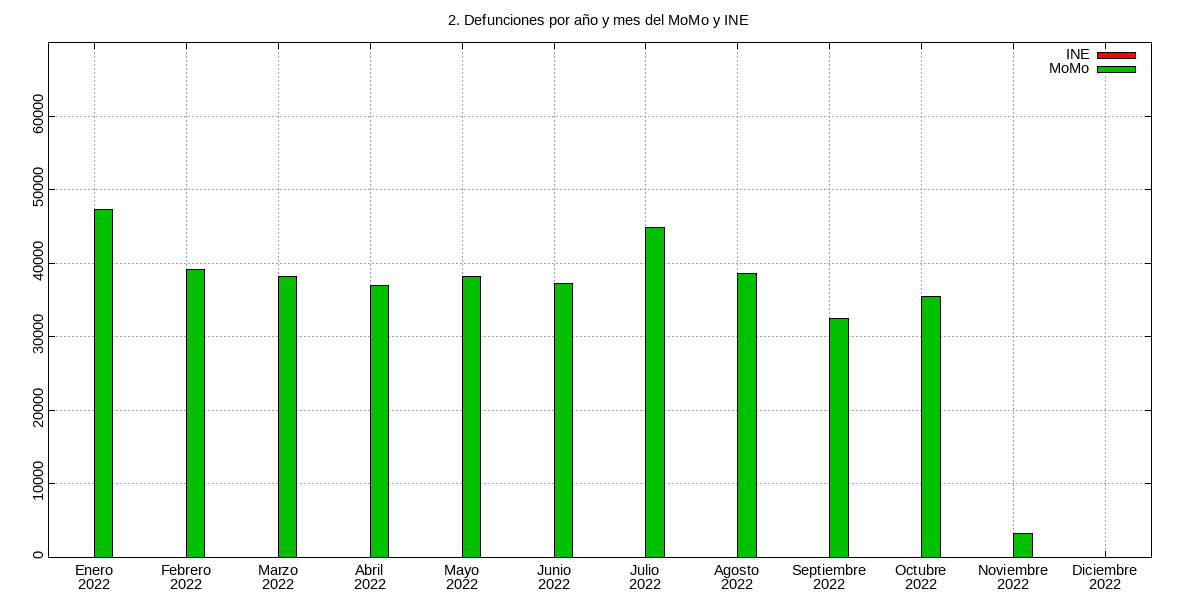 2. Defunciones por año y mes del MoMo y INE
INE
MoMo
60000
50000
40000
30000
20000
10000
0
Enero
2022
Febrero
2022
Marzo
2022
Abril
2022
Mayo
2022
Junio
2022
Julio
2022
Agosto
2022
Septiembre
2022
Octubre
2022
Noviembre
2022
Diciembre
2022